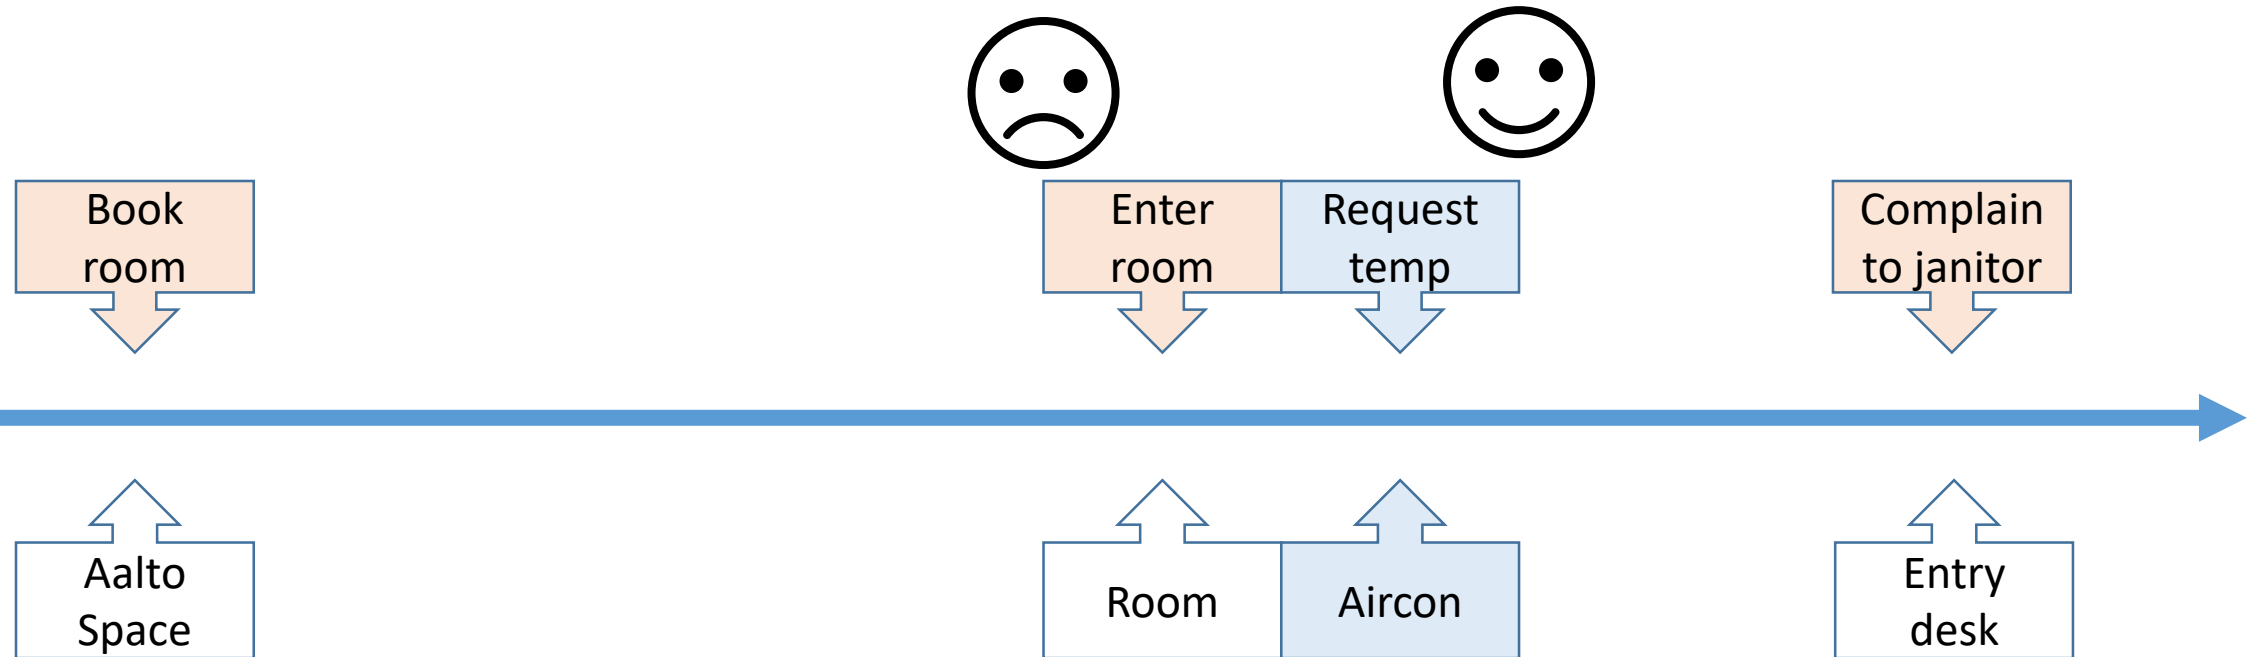 Book
room
Enter
room
Request
temp
Complain
to janitor
Aalto
Space
Room
Aircon
Entry
desk